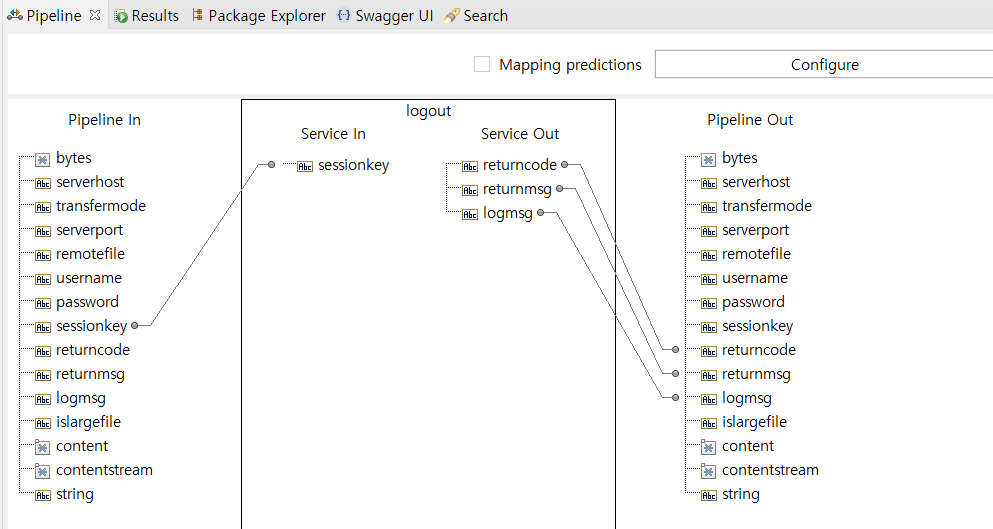 Pipeline Results Package Explorer Swagger UI Search
Mapping predictions Configure
logout
Pipeline In
bytes
serverhost
transfermode
serverport
remotefile
username
password
sessionkey
returncode
returnmsg
logmsg
islargefile
content
contentstream
string
Service In
sessionkey
Service Out
returncode
returnmsg
logmsg
Pipeline Out
bytes
serverhost
transfermode
serverport
remotefile
username
password
sessionkey
returncode
returnmsg
logmsg
islargefile
content
contentstream
string